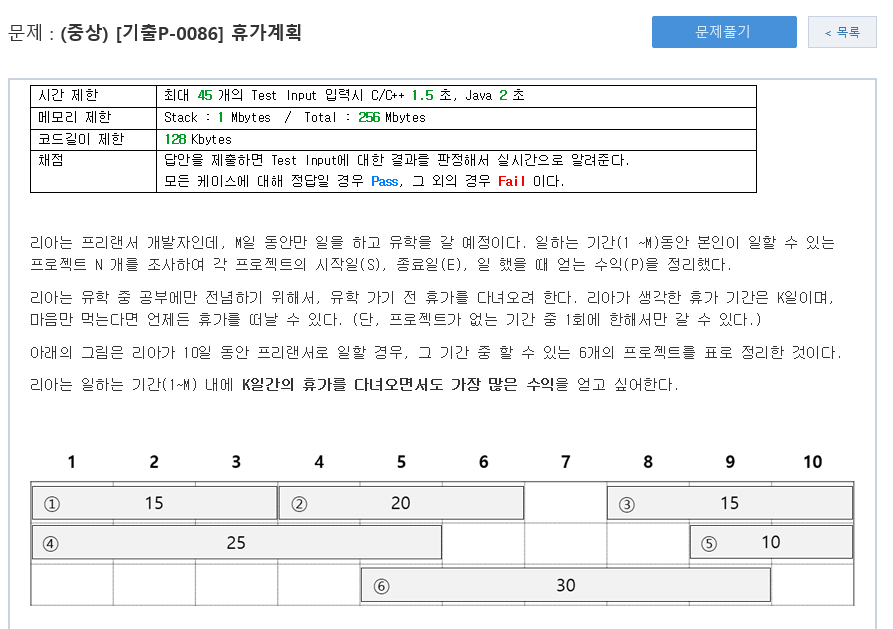 문제 : (중상) [기출P-0086] 휴가계획
문제풀기
< 목록
시간 제한 최대 45 개의 Test Input 입력시 C/C++ 1.5 초, Java 2 초
메모리 제한 Stack : 1 Mbytes / Total : 256 Mbytes
코드길이 제한 128 Kbytes
채점 답안을 제출하면 Test Input에 대한 결과를 판정해서 실시간으로 알려준다.
모든 케이스에 대해 정답일 경우 Pass, 그 외의 경우 Fail 이다.
리아는 프리랜서 개발자인데, M일 동안만 일을 하고 유학을 갈 예정이다. 일하는 기간(1 ~M)동안 본인이 일할 수 있는
프로젝트 N 개를 조사하여 각 프로젝트의 시작일(S), 종료일(E), 일 했을 때 얻는 수익(P)을 정리했다.
리아는 유학 중 공부에만 전념하기 위해서, 유학 가기 전 휴가를 다녀오려 한다. 리아가 생각한 휴가 기간은 K일이며,
마음만 먹는다면 언제든 휴가를 떠날 수 있다. (단, 프로젝트가 없는 기간 중 1회에 한해서만 갈 수 있다.)
아래의 그림은 리아가 10일 동안 프리랜서로 일할 경우, 그 기간 중 할 수 있는 6개의 프로젝트를 표로 정리한 것이다.
리아는 일하는 기간(1~M) 내에 K일간의 휴가를 다녀오면서도 가장 많은 수익을 얻고 싶어한다.
1 2 3 4 5 6 7 8 9 10
① 15 ② 20 ③ 15
④ 25 ⑤ 10
⑥ 30